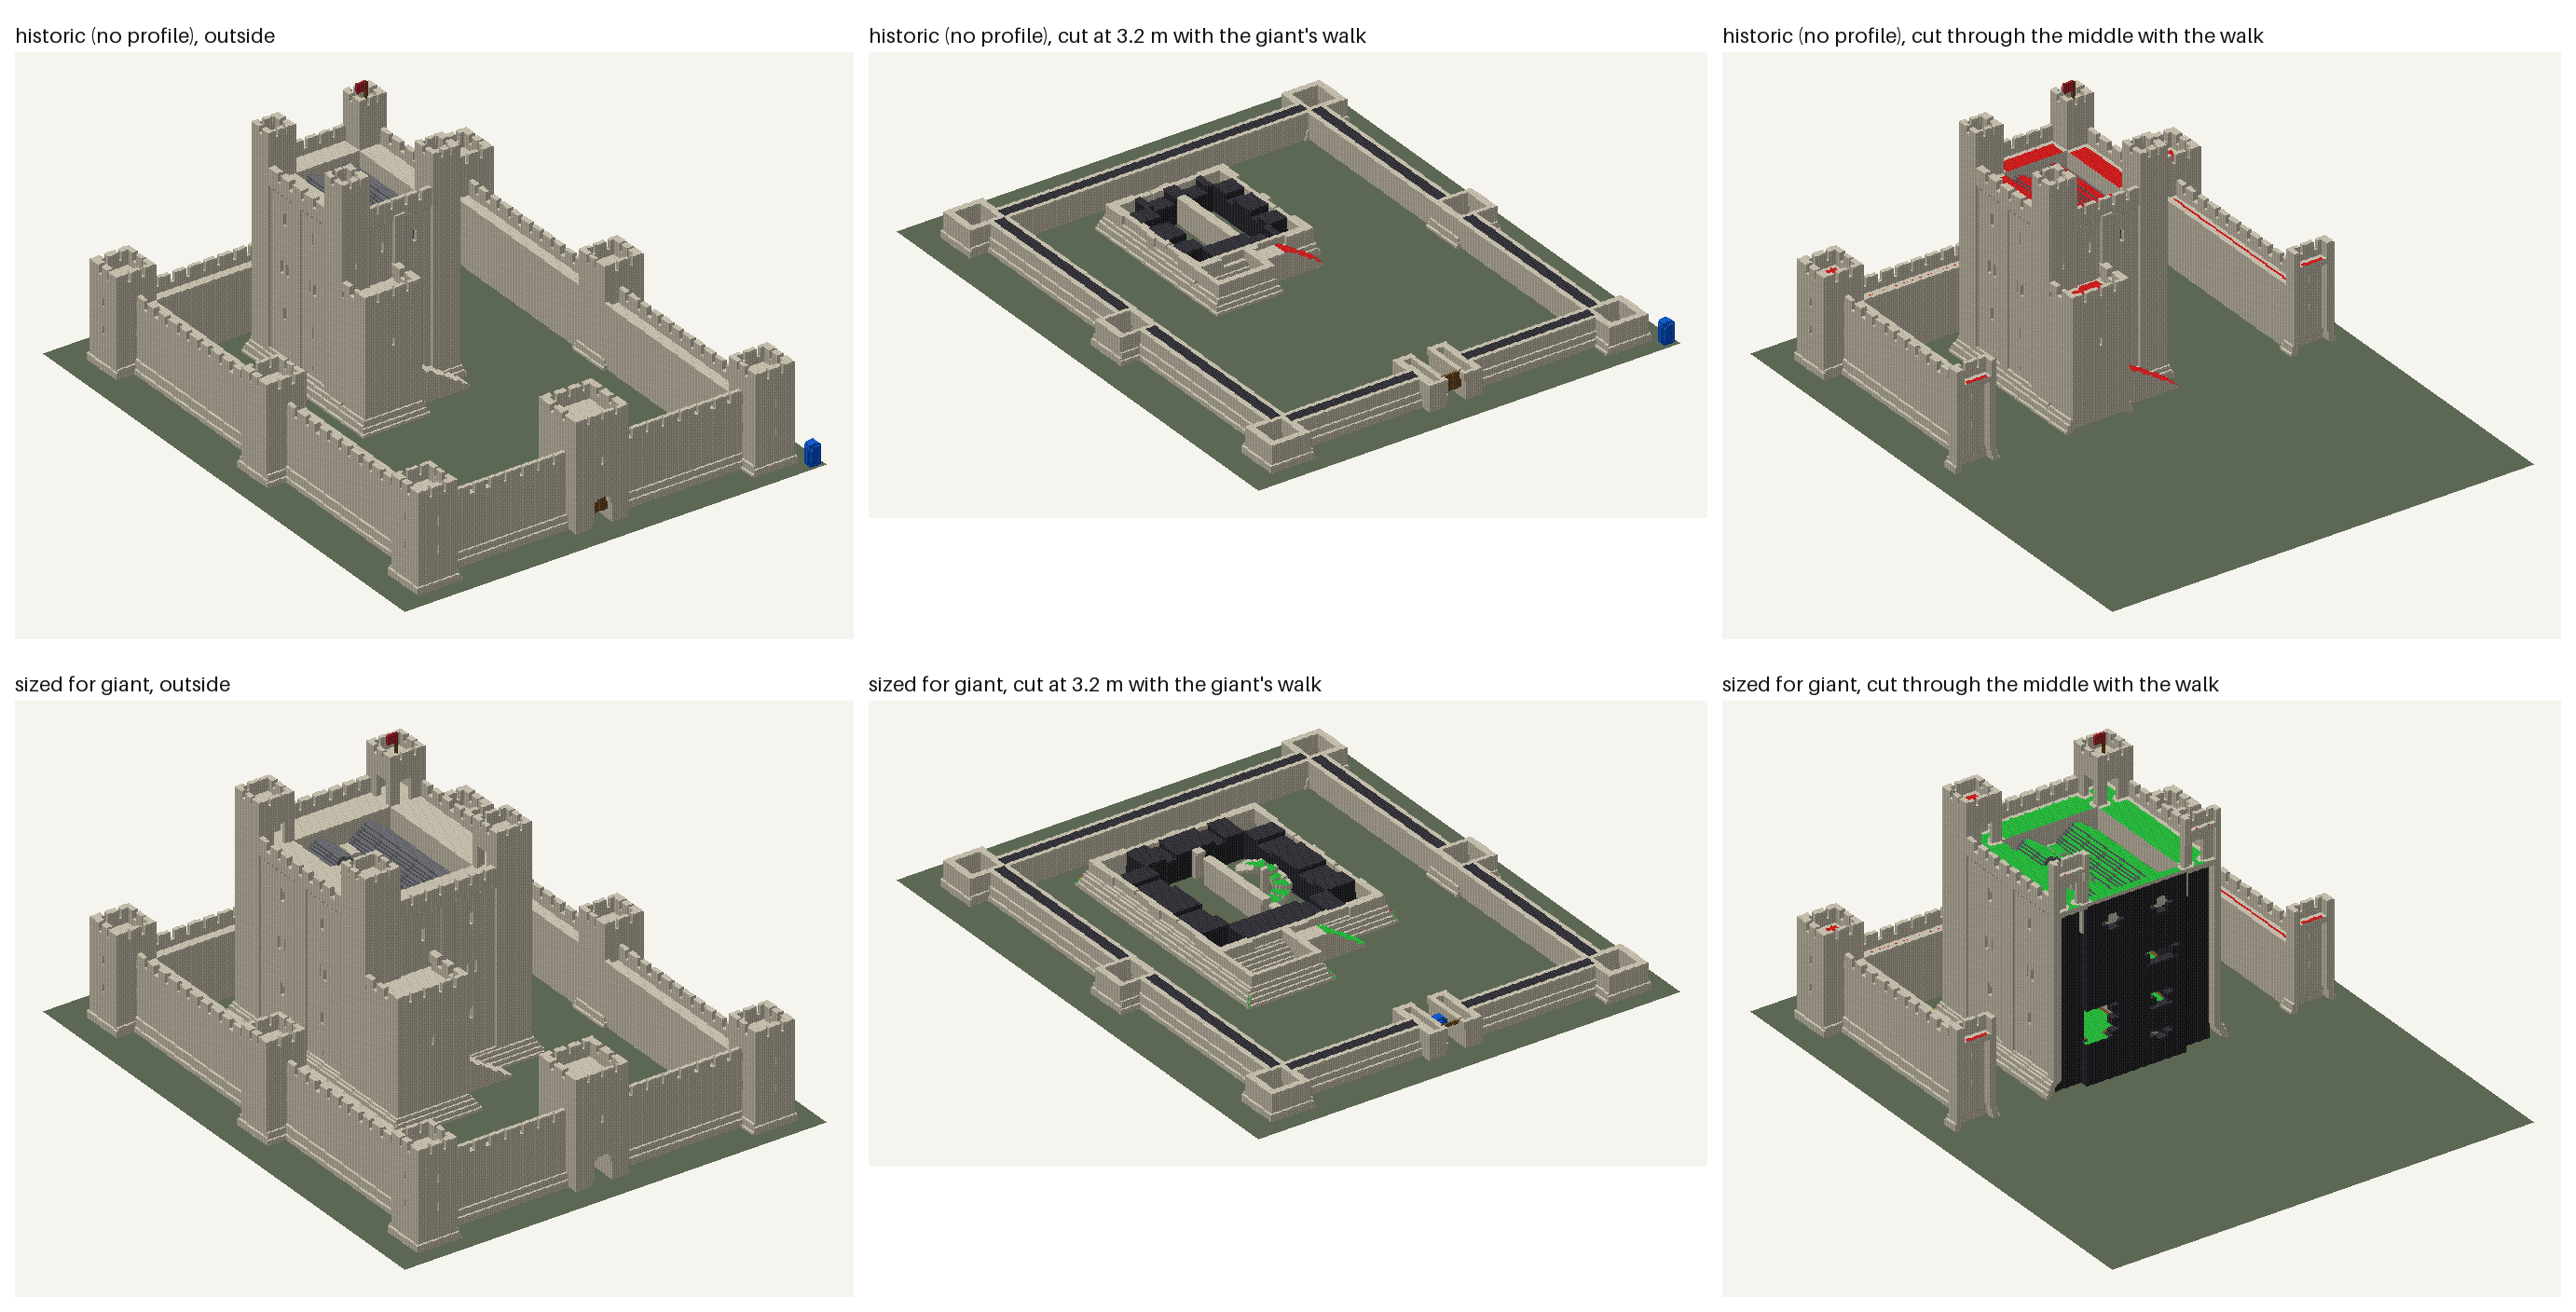 historic (no profile), outside
historic (no profile), cut at 3.2 m with the giant's walk
historic (no profile), cut through the middle with the walk
sized for giant, outside
sized for giant, cut at 3.2 m with the giant's walk
sized for giant, cut through the middle with the walk